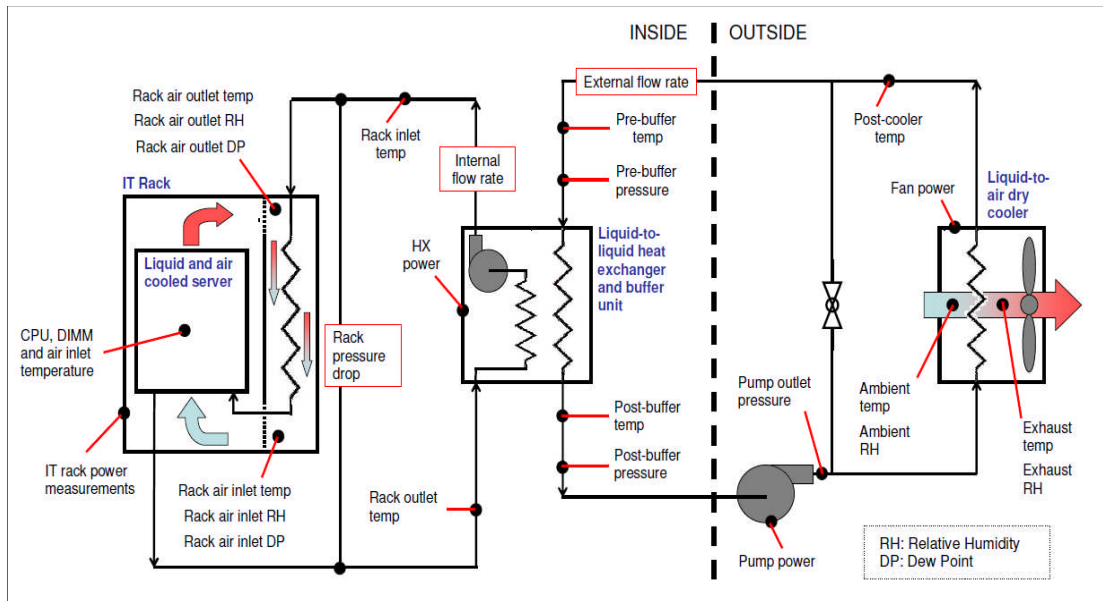 INSIDE
OUTSIDE
External flow rate
Rack air outlet temp
Rack air outlet RH
Rack air outlet DP
Rack inlet
temp
Pre-buffer
temp
Post-cooler
temp
Internal
flow rate
Pre-buffer
pressure
IT Rack
Fan power
Liquid-to-
air dry
cooler
HX
power
Liquid-to-
liquid heat
exchanger
and buffer
unit
Liquid and air
cooled server
CPU, DIMM
and air inlet
temperature
Rack
pressure
drop
Pump outlet
pressure
Ambient
temp
Ambient
RH
Exhaust
temp
Exhaust
RH
Post-buffer
temp
Post-buffer
pressure
IT rack power
measurements
Rack air inlet temp
Rack air inlet RH
Rack air inlet DP
Rack outlet
temp
Pump power
RH: Relative Humidity
DP: Dew Point